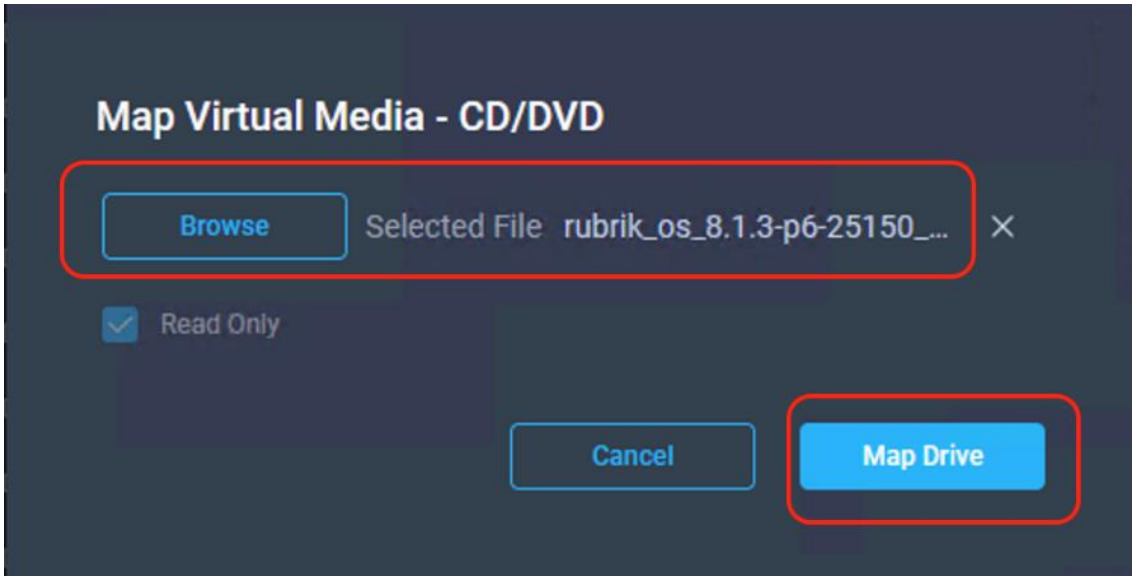 Map Virtual Media - CD/DVD
Browse Selected File rubrik_os_8.1.3-p6-25150_...
Read Only
Cancel Map Drive